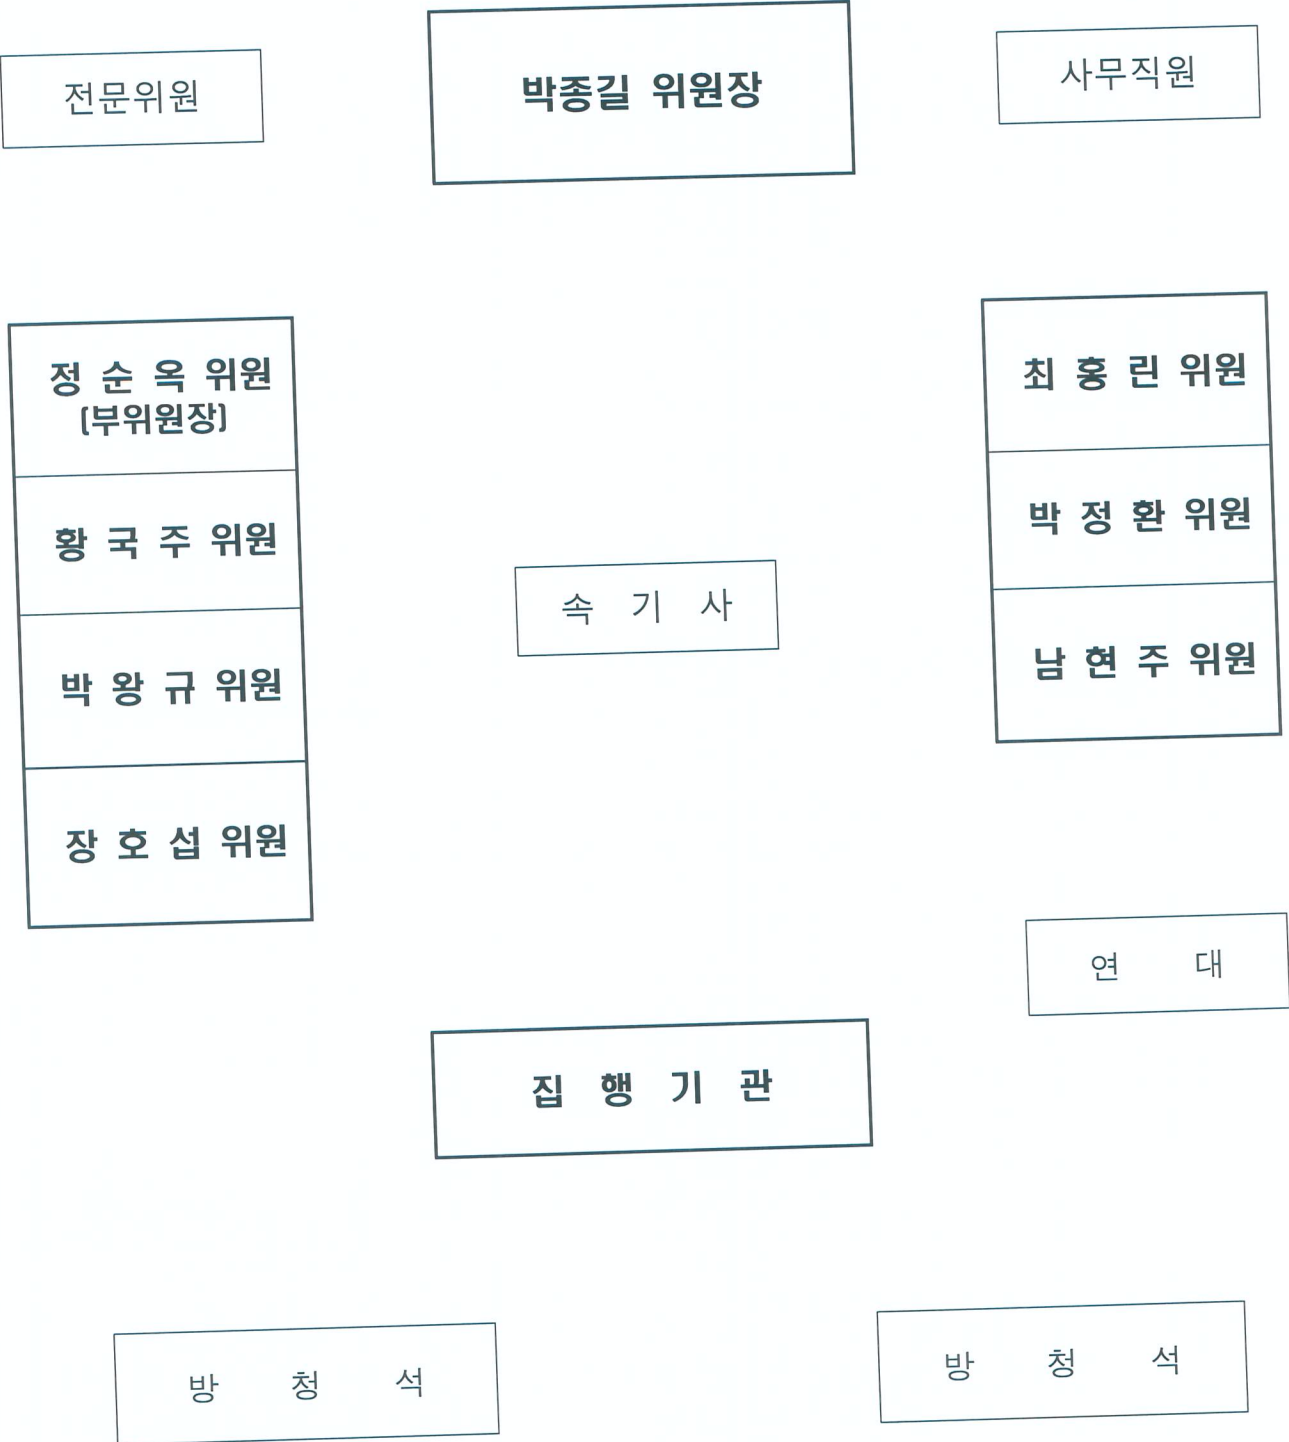 전문위원
박종길 위원장
사무직원
정 순 옥 위원
(부위원장)
황 국 주 위원
박 왕 규 위원
장 호 섭 위원
최 홍 린 위원
박 정 환 위원
남 현 주 위원
속 기 사
연 대
집 행 기 관
방 청 석
방 청 석